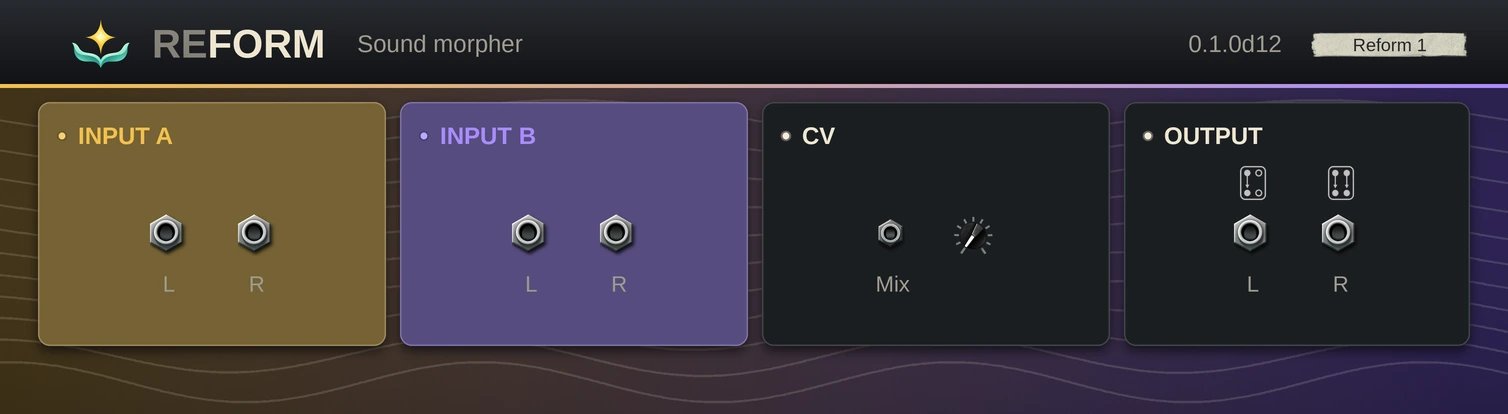 REFORM Sound morpher 0.1.0d12 Reform 1
INPUT A INPUT B CV OUTPUT
L R L R Mix L R